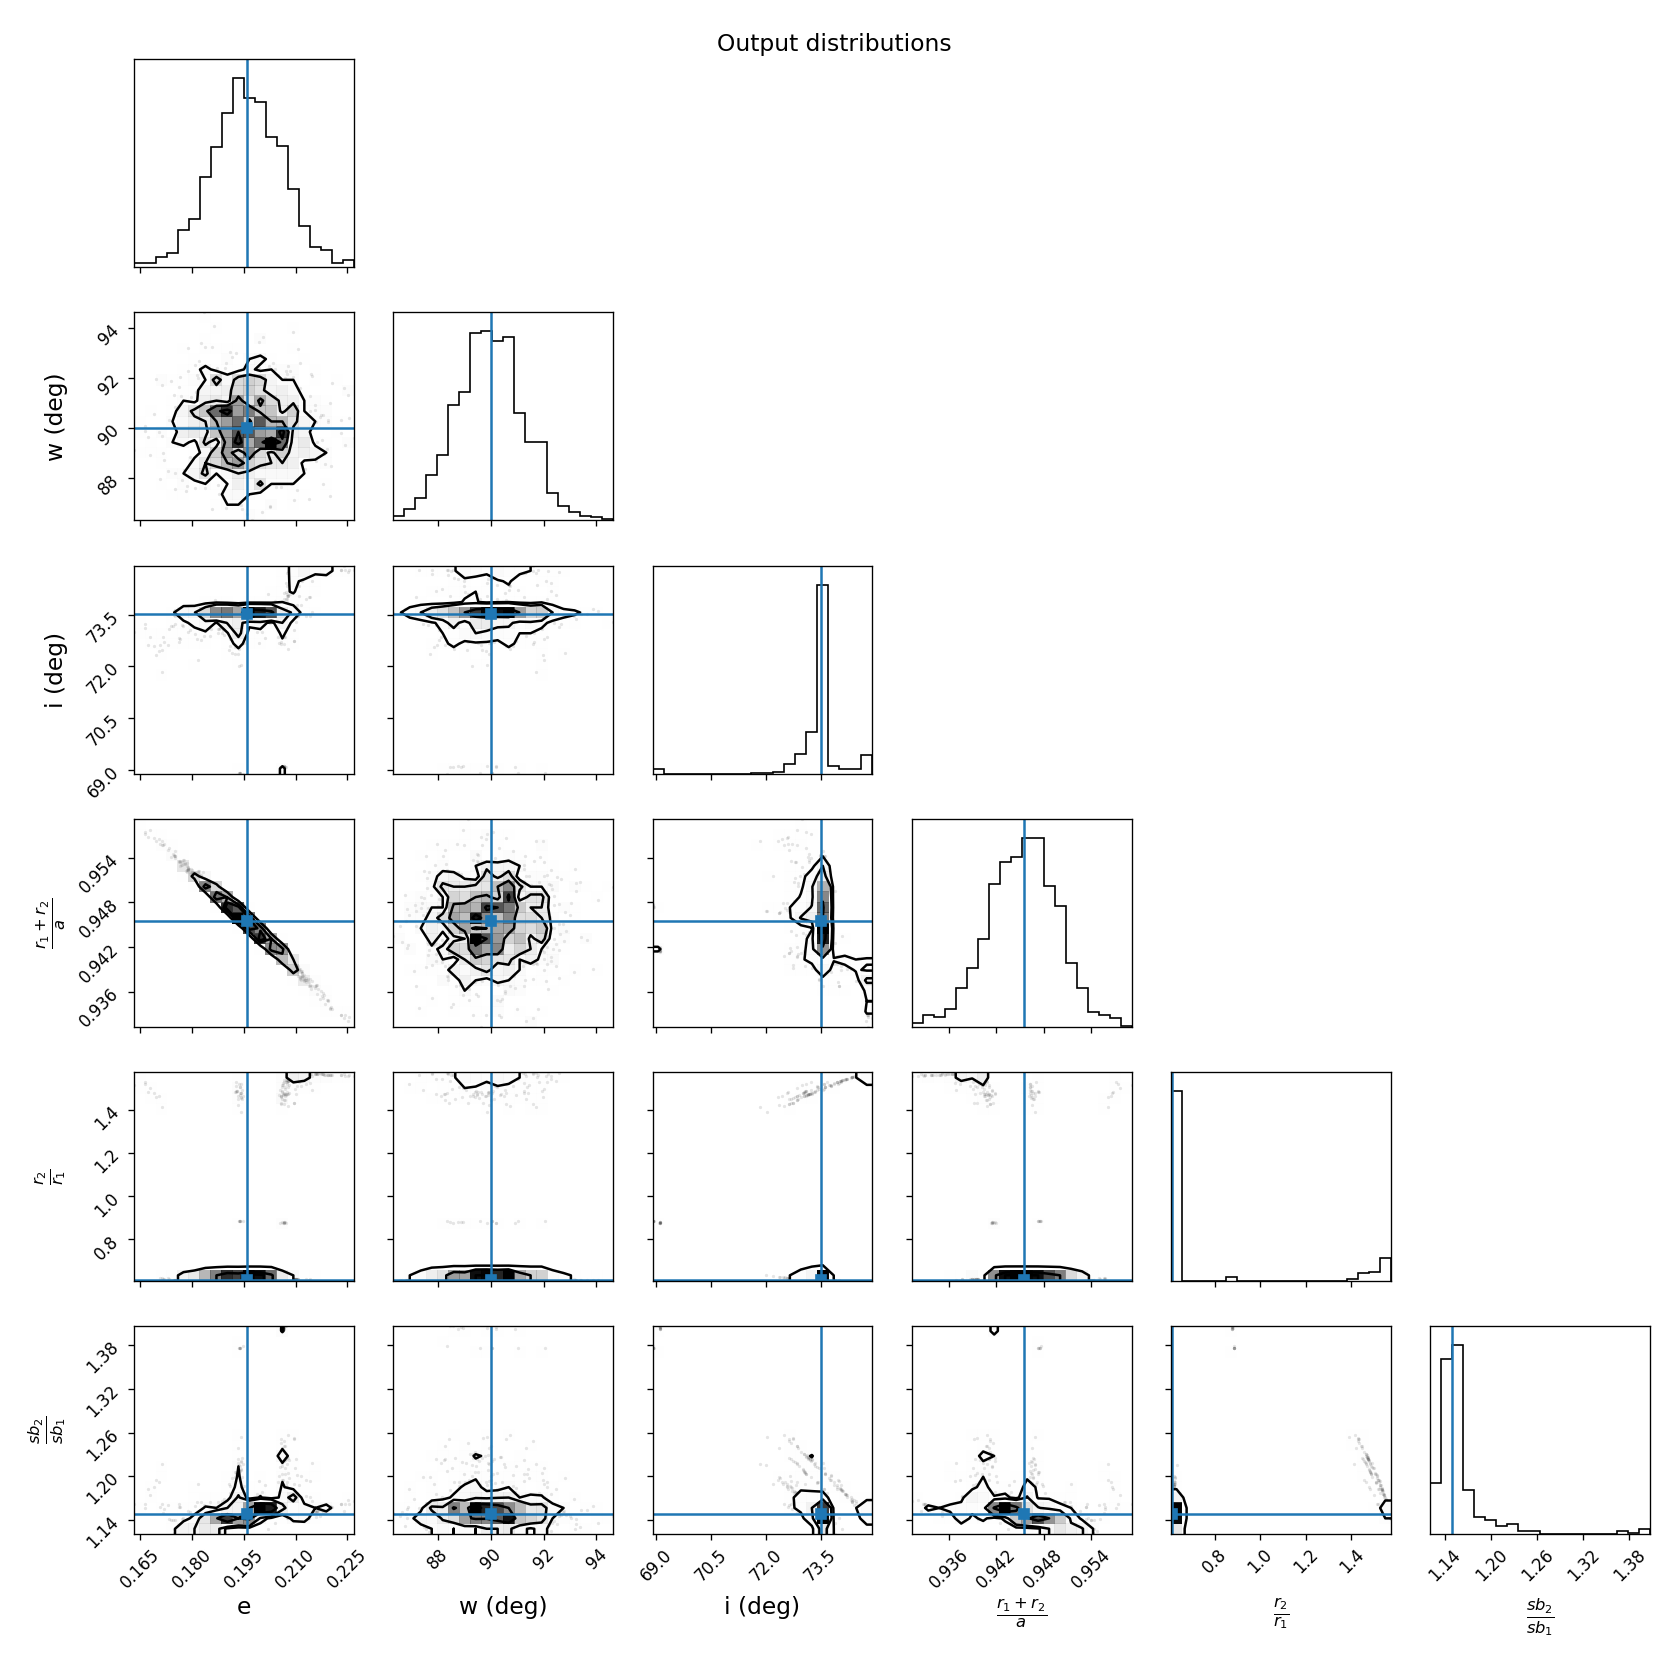 Output distributions
94
92
90
88
w (deg)
73.5
72.0
70.5
69.0
i (deg)
0.954
0.948
0.942
0.936
r₁ + r₂
a
1.4
1.2
1.0
0.8
r₂
r₁
1.38
1.32
1.26
1.20
1.14
sb₂
sb₁
0.165 0.180 0.195 0.210 0.225
88 90 92 94
69.0 70.5 72.0 73.5
0.936 0.942 0.948 0.954
0.8 1.0 1.2 1.4
1.14 1.20 1.26 1.32 1.38
e
w (deg)
i (deg)
r₁ + r₂
a
r₂
r₁
sb₂
sb₁